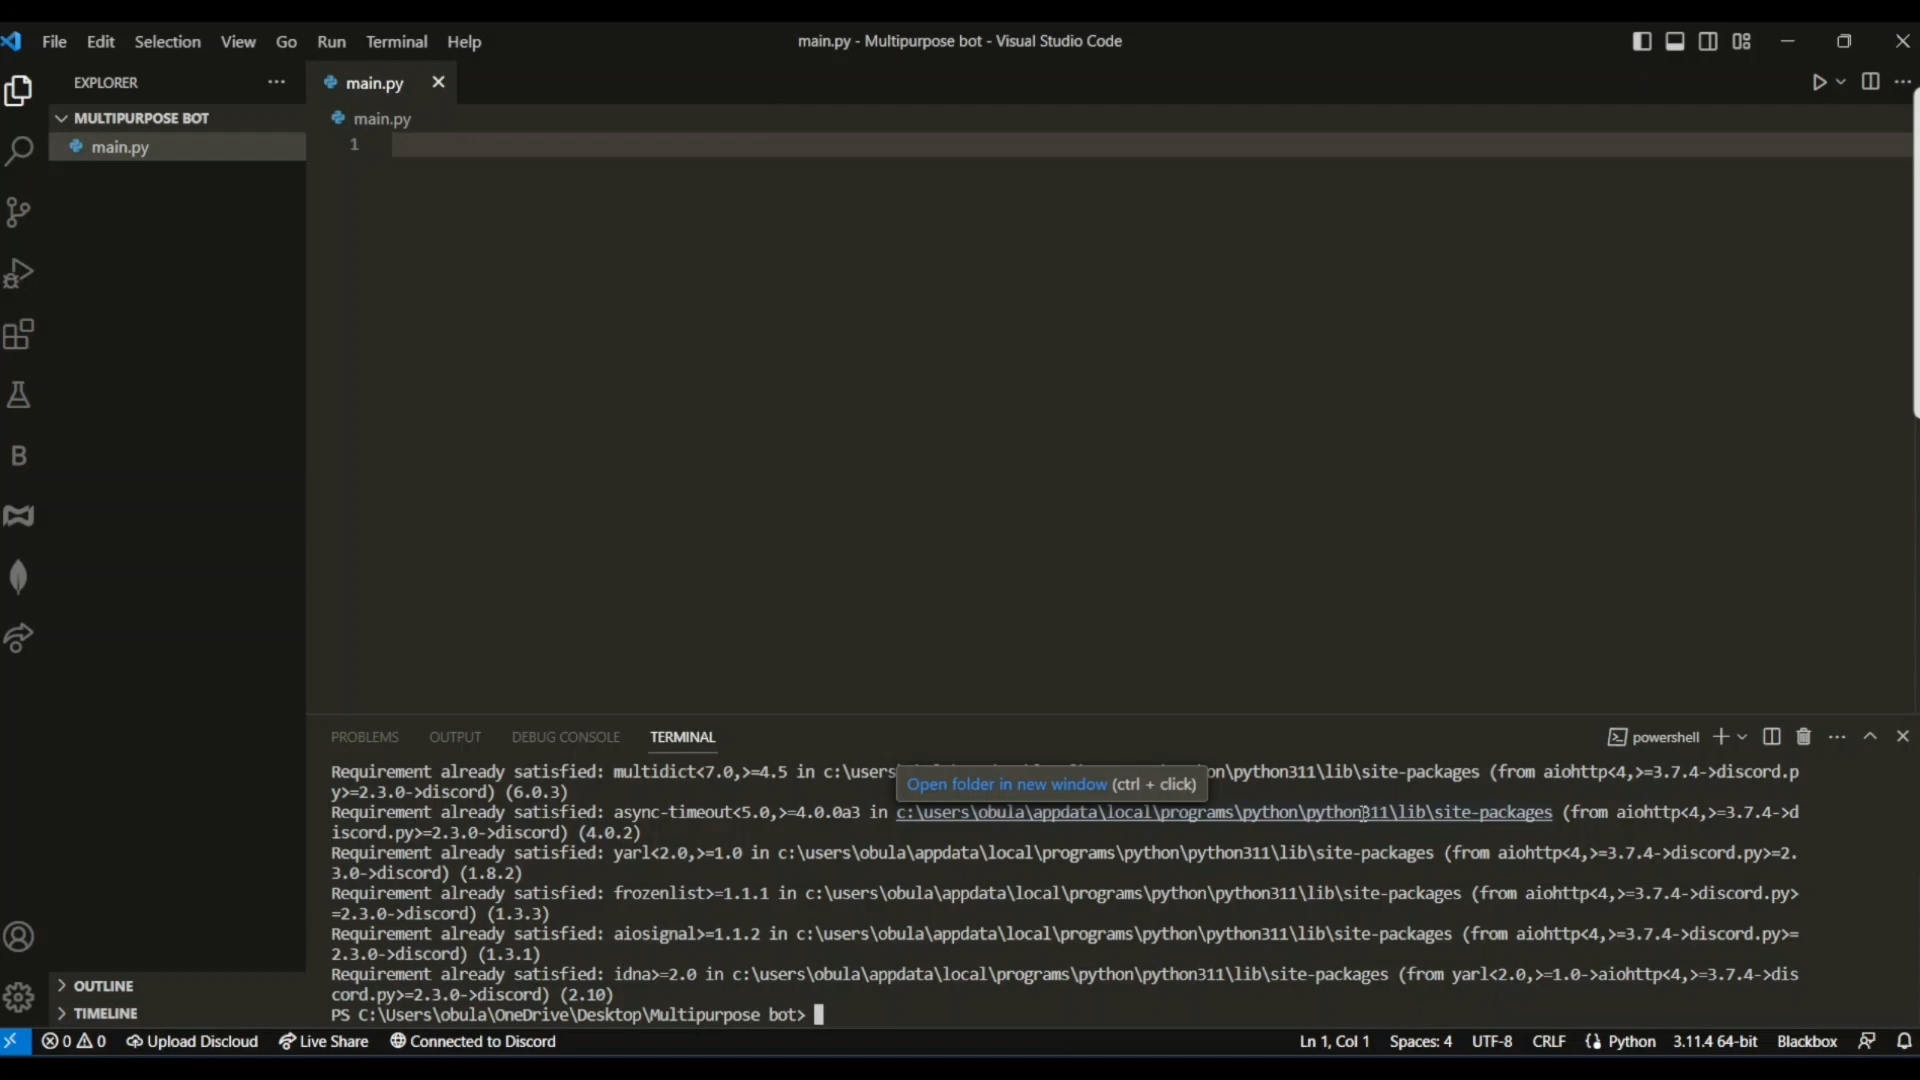 File Edit Selection View Go Run Terminal Help
main.py - Multipurpose bot - Visual Studio Code
EXPLORER
main.py
MULTIPURPOSE BOT
main.py
main.py
1
B
PROBLEMS OUTPUT DEBUG CONSOLE TERMINAL
powershell
Requirement already satisfied: multidict<7.0,>=4.5 in c:\users
on\python311\lib\site-packages (from aiohttp<4,>=3.7.4->discord.p
Open folder in new window (ctrl + click)
y>=2.3.0->discord) (6.0.3)
Requirement already satisfied: async-timeout<5.0,>=4.0.0a3 in c:\users\obula\appdata\local\programs\python\python311\lib\site-packages (from aiohttp<4,>=3.7.4->d
iscord.py>=2.3.0->discord) (4.0.2)
Requirement already satisfied: yarl<2.0,>=1.0 in c:\users\obula\appdata\local\programs\python\python311\lib\site-packages (from aiohttp<4,>=3.7.4->discord.py>=2.
3.0->discord) (1.8.2)
Requirement already satisfied: frozenlist>=1.1.1 in c:\users\obula\appdata\local\programs\python\python311\lib\site-packages (from aiohttp<4,>=3.7.4->discord.py>
=2.3.0->discord) (1.3.3)
Requirement already satisfied: aiosignal>=1.1.2 in c:\users\obula\appdata\local\programs\python\python311\lib\site-packages (from aiohttp<4,>=3.7.4->discord.py>=
2.3.0->discord) (1.3.1)
Requirement already satisfied: idna>=2.0 in c:\users\obula\appdata\local\programs\python\python311\lib\site-packages (from yarl<2.0,>=1.0->aiohttp<4,>=3.7.4->dis
cord.py>=2.3.0->discord) (2.10)
PS C:\Users\obula\OneDrive\Desktop\Multipurpose bot>
OUTLINE
TIMELINE
0 0 Upload Discloud Live Share Connected to Discord
Ln 1, Col 1 Spaces: 4 UTF-8 CRLF Python 3.11.4 64-bit Blackbox